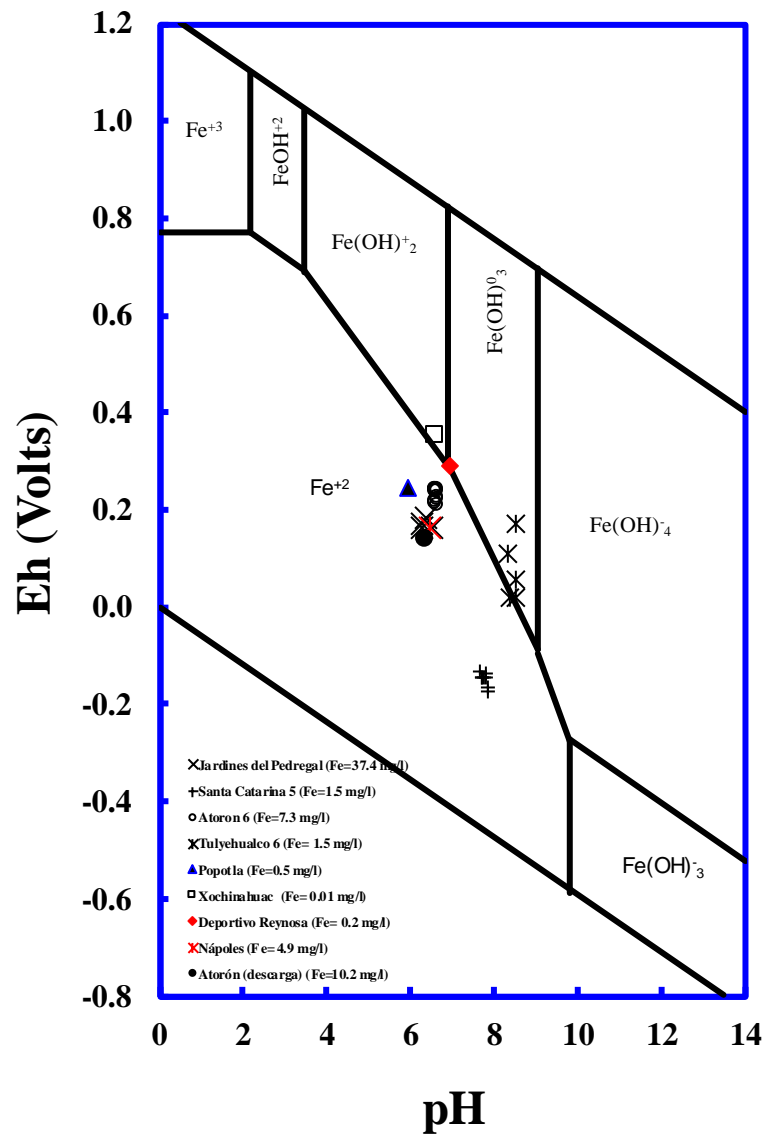 1.2
1.0
0.8
0.6
0.4
0.2
0.0
-0.2
-0.4
-0.6
-0.8
Eh (Volts)
Fe+3
FeOH+2
Fe(OH)+2
Fe(OH)03
Fe+2
Fe(OH)-4
Fe(OH)-3
Jardines del Pedregal (Fe=37.4 mg/l)
Santa Catarina 5 (Fe=1.5 mg/l)
Atoron 6 (Fe=7.3 mg/l)
Tulyehualco 6 (Fe= 1.5 mg/l)
Popotla (Fe=0.5 mg/l)
Xochinahuac (Fe= 0.01 mg/l)
Deportivo Reynosa (Fe= 0.2 mg/l)
Nápoles (Fe= 4.9 mg/l)
Atorón (descarga) (Fe=10.2 mg/l)
0 2 4 6 8 10 12 14
pH